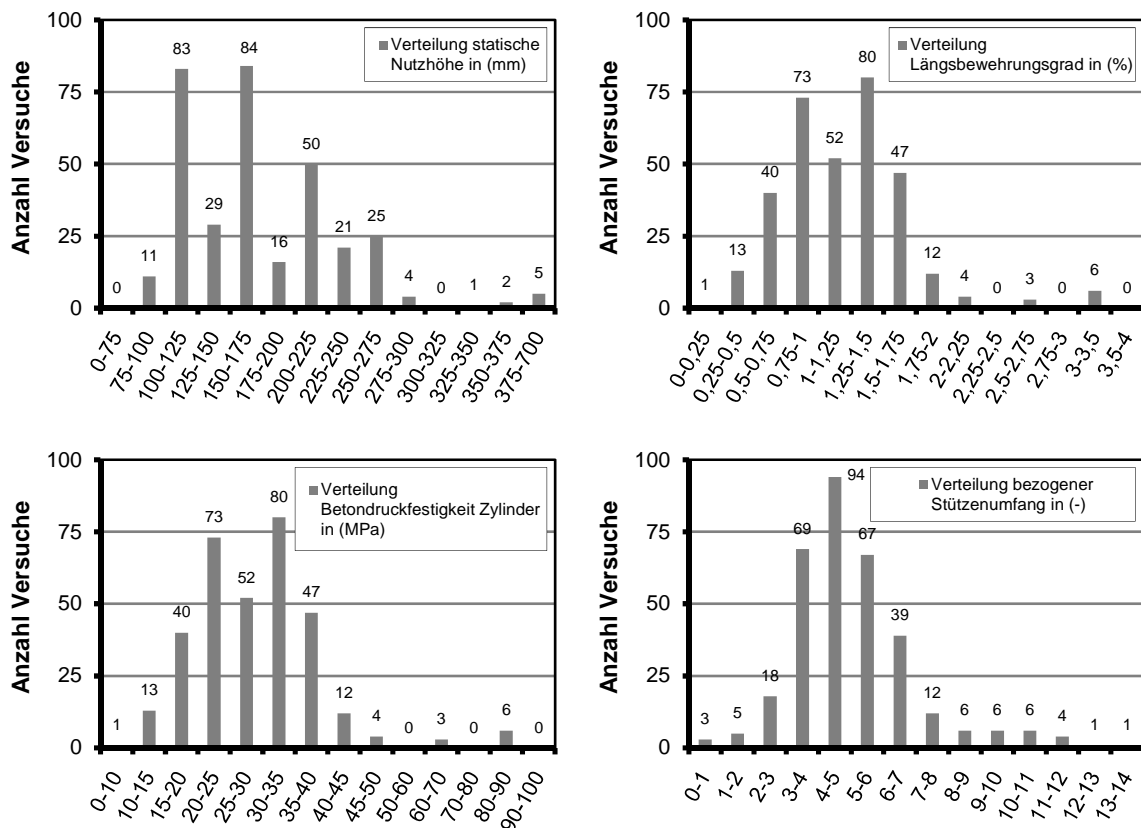 Anzahl Versuche
100
75
50
25
0
Verteilung statische
Nutzhöhe in (mm)
0 11 83 29 84 16 50 21 25 4 0 1 2 5
0-75 75-100 100-125 125-150 150-175 175-200 200-225 225-250 250-275 275-300 300-325 325-350 350-375 375-700
Anzahl Versuche
100
75
50
25
0
Verteilung
Längsbewehrungsgrad in (%)
1 13 40 73 52 80 47 12 4 0 3 0 6 0
0-0,25 0,25-0,5 0,5-0,75 0,75-1 1-1,25 1,25-1,5 1,5-1,75 1,75-2 2-2,25 2,25-2,5 2,5-2,75 2,75-3 3-3,5 3,5-4
Anzahl Versuche
100
75
50
25
0
Verteilung
Betondruckfestigkeit Zylinder
in (MPa)
1 13 40 73 52 80 47 12 4 0 3 0 6 0
0-10 10-15 15-20 20-25 25-30 30-35 35-40 40-45 45-50 50-60 60-70 70-80 80-90 90-100
Anzahl Versuche
100
75
50
25
0
Verteilung bezogener
Stützenumfang in (-)
3 5 18 69 94 67 39 12 6 6 6 4 1 1
0-1 1-2 2-3 3-4 4-5 5-6 6-7 7-8 8-9 9-10 10-11 11-12 12-13 13-14